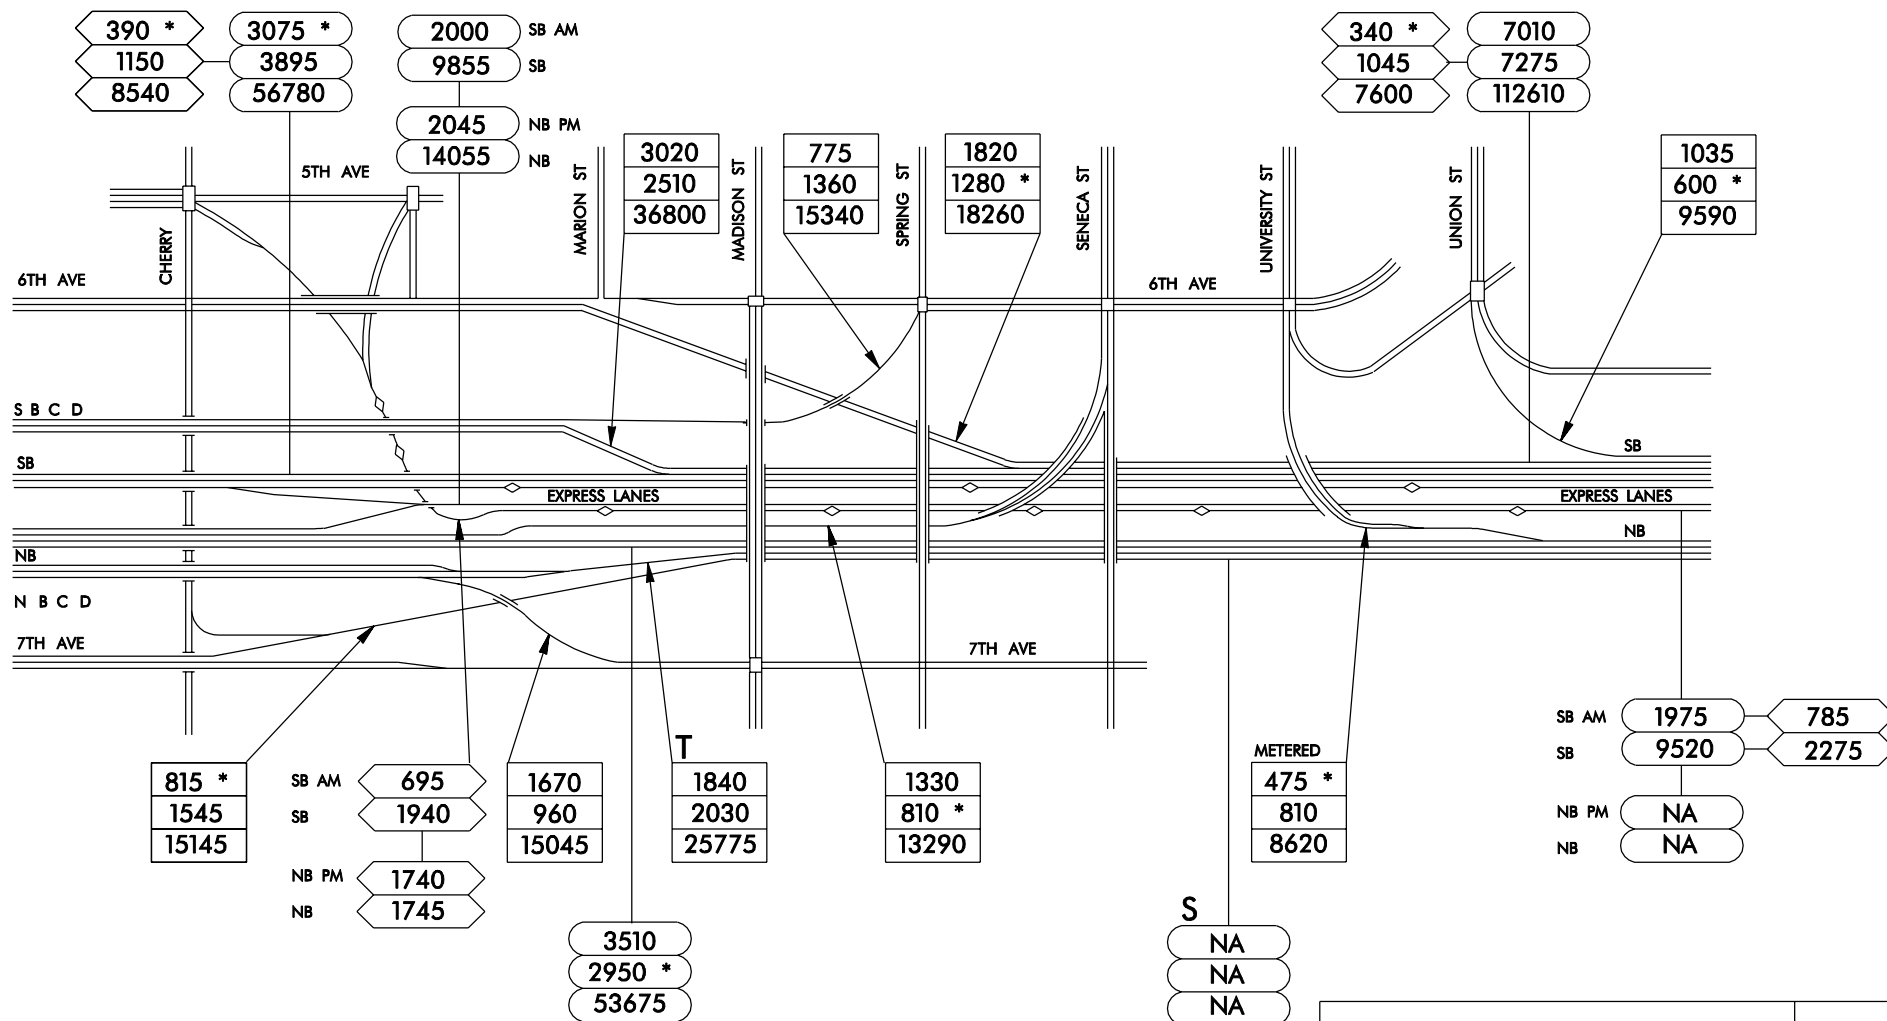 390 *
1150
8540
3075 *
3895
56780
2000 SB AM
9855 SB
2045 NB PM
14055 NB
340 *
1045
7600
7010
7275
112610
3020
2510
36800
775
1360
15340
1820
1280 *
18260
1035
600 *
9590
5TH AVE
CHERRY
MARION ST
MADISON ST
SPRING ST
SENECA ST
UNIVERSITY ST
UNION ST
6TH AVE
6TH AVE
S B C D
SB
SB
EXPRESS LANES
EXPRESS LANES
NB
NB
N B C D
7TH AVE
7TH AVE
815 *
1545
15145
SB AM 695
SB 1940
NB PM 1740
NB 1745
1670
960
15045
T
1840
2030
25775
1330
810 *
13290
METERED
475 *
810
8620
SB AM 1975 785
SB 9520 2275
NB PM NA
NB NA
3510
2950 *
53675
S
NA
NA
NA